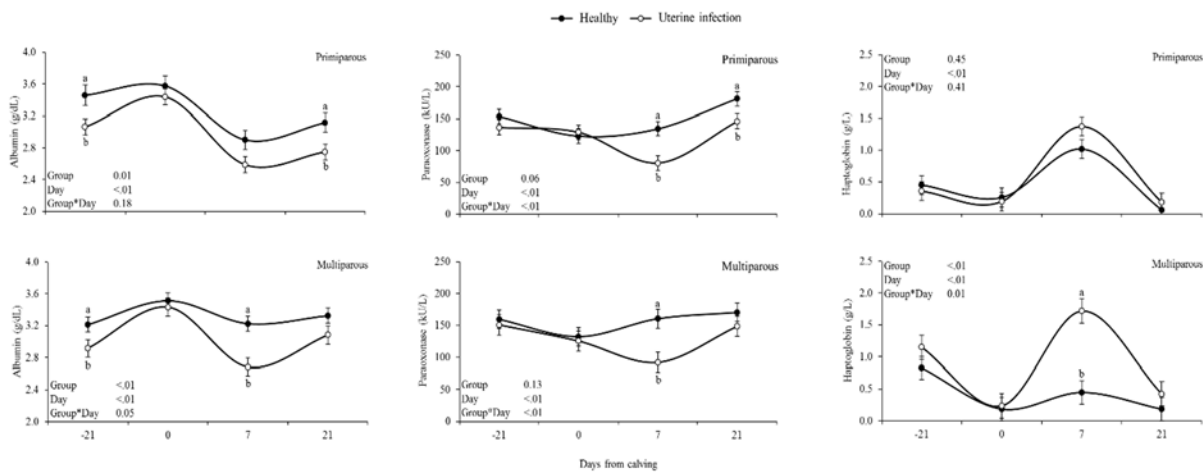 Healthy Uterine infection
Primiparous
Albumin (g/dL)
4.0
3.6
3.2
2.8
2.4
2.0
a
b
a
b
Group 0.01
Day <.01
Group*Day 0.18
Primiparous
Paraoxonase (kU/L)
250
200
150
100
50
0
a
b
a
b
Group 0.06
Day <.01
Group*Day <.01
Primiparous
Haptoglobin (g/L)
2.5
2.0
1.5
1.0
0.5
0.0
Group 0.45
Day <.01
Group*Day 0.41
Multiparous
Albumin (g/dL)
4.0
3.6
3.2
2.8
2.4
2.0
a
b
a
b
Group <.01
Day <.01
Group*Day 0.05
-21 0 7 21
Multiparous
Paraoxonase (kU/L)
250
200
150
100
50
0
a
b
Group 0.13
Day <.01
Group*Day <.01
-21 0 7 21
Multiparous
Haptoglobin (g/L)
2.5
2.0
1.5
1.0
0.5
0.0
Group <.01
Day <.01
Group*Day 0.01
a
b
-21 0 7 21
Days from calving